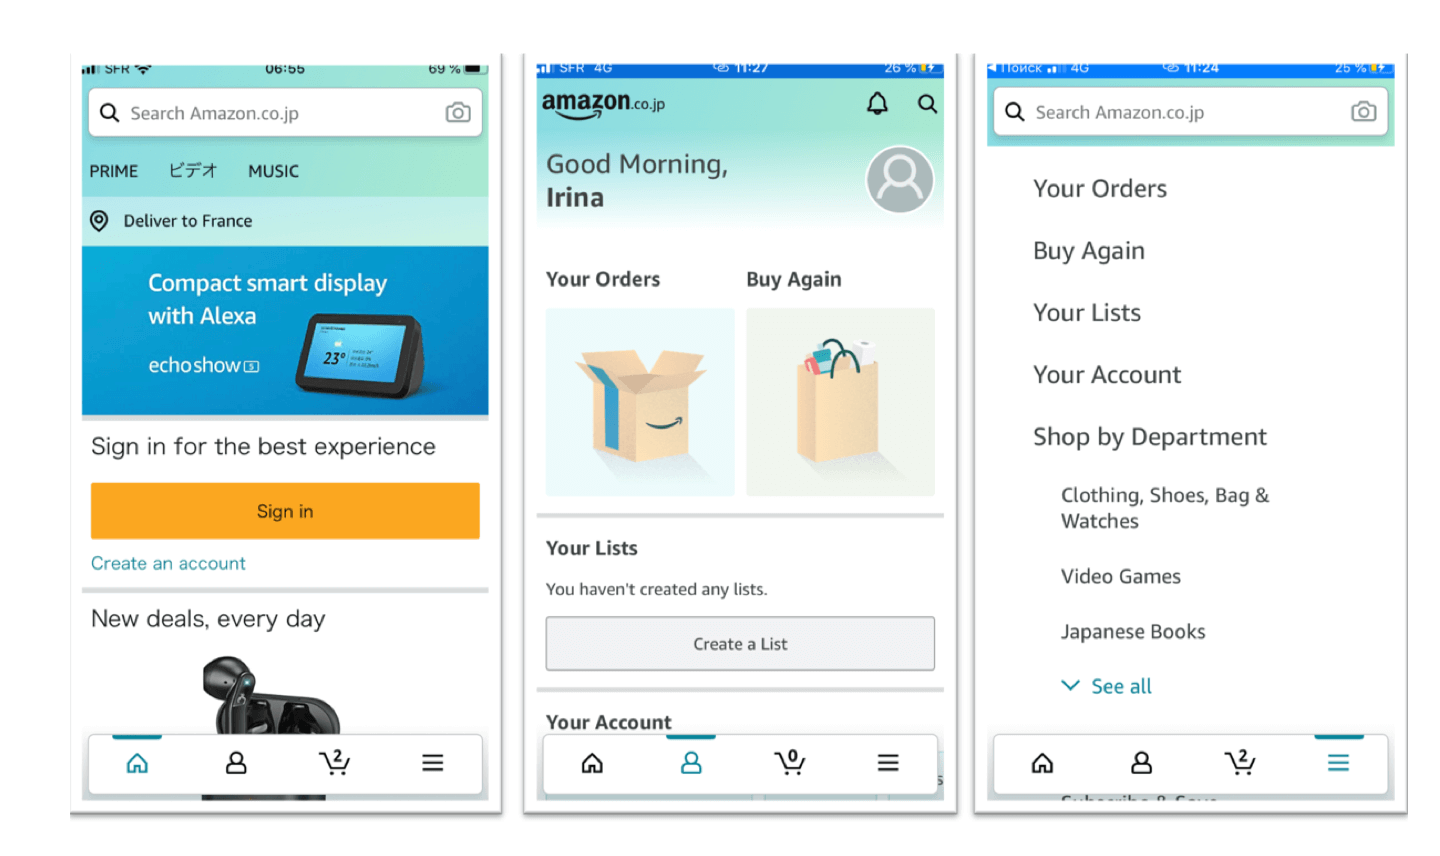 SFR
06:55
69 %
Search Amazon.co.jp
PRIME ビデオ MUSIC
Deliver to France
Compact smart display
with Alexa
echo show 5
23°
Sign in for the best experience
Sign in
Create an account
New deals, every day
2
SFR 4G
11:27
26 %
amazon.co.jp
Good Morning,
Irina
Your Orders
Buy Again
Your Lists
You haven't created any lists.
Create a List
Your Account
s
0
Поиск
4G
11:24
25 %
Search Amazon.co.jp
Your Orders
Buy Again
Your Lists
Your Account
Shop by Department
Clothing, Shoes, Bag &
Watches
Video Games
Japanese Books
See all
2
Subscribe & Save